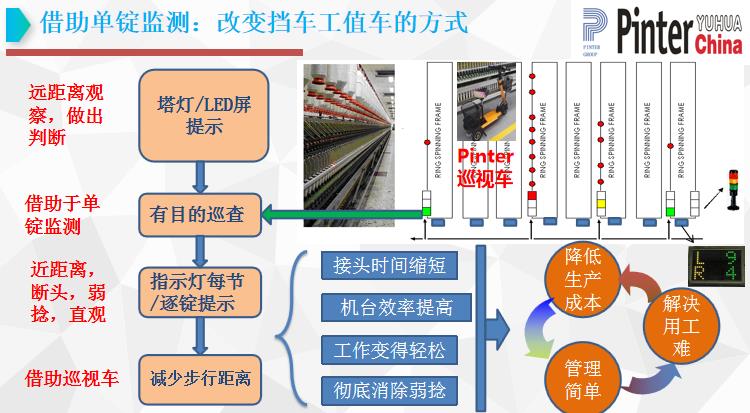 借助单锭监测：改变挡车工值车的方式
PINTER
GROUP
Pinter
YUHUA
China
远距离观
察，做出
判断
塔灯/LED屏
提示
借助于单
锭监测
有目的巡查
近距离，
断头，弱
捻，直观
指示灯每节
/逐锭提示
借助巡视车
减少步行距离
Pinter
巡视车
RING SPINNING FRAME
RING SPINNING FRAME
RING SPINNING FRAME
RING SPINNING FRAME
RING SPINNING FRAME
RING SPINNING FRAME
L 9
R 4
接头时间缩短
机台效率提高
工作变得轻松
彻底消除弱捻
降低
生产
成本
解决
用工
难
管理
简单